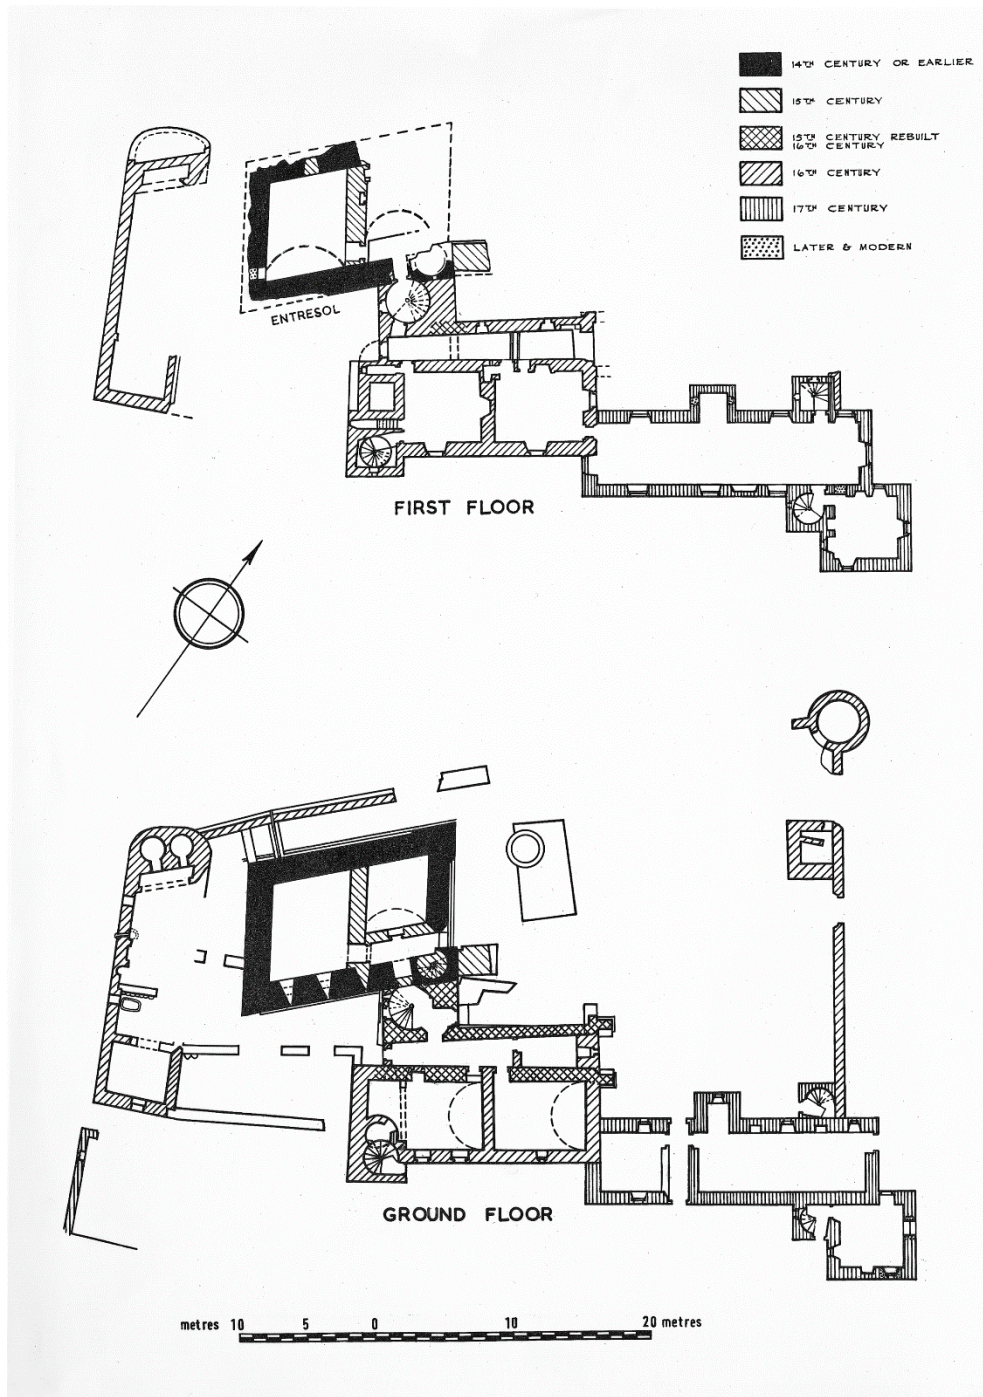 14TH CENTURY OR EARLIER
15TH CENTURY
15TH CENTURY REBUILT
16TH CENTURY
16TH CENTURY
17TH CENTURY
LATER & MODERN
ENTRESOL
FIRST FLOOR
GROUND FLOOR
metres 10 5 0 10 20 metres